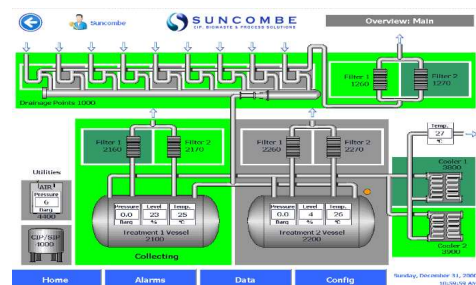 Suncombe
SUNCOMBE
CIP, BIOWASTE & PROCESS SOLUTIONS
Overview: Main
Drainage Points 1000
Filter 1
1260
Filter 2
1270
Filter 1
2160
Filter 2
2170
Filter 1
2260
Filter 2
2270
Temp.
27
°C
Cooler 1
3800
Cooler 2
3900
Utilities
AIR
Pressure
6
Barg
4400
CIP/SIP
4000
Pressure Level Temp.
0.0 23 25
Barg % °C
Treatment 1 Vessel
2100
Collecting
Pressure Level Temp.
0.0 4 26
Barg % °C
Treatment 2 Vessel
2200
Home
Alarms
Data
Config
Sunday, December 31, 2000